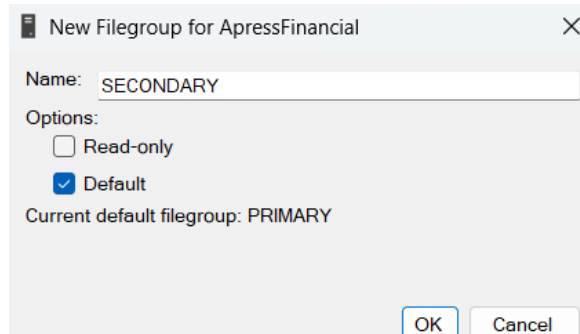 New Filegroup for ApressFinancial
Name: SECONDARY
Options:
Read-only
Default
Current default filegroup: PRIMARY
OK Cancel